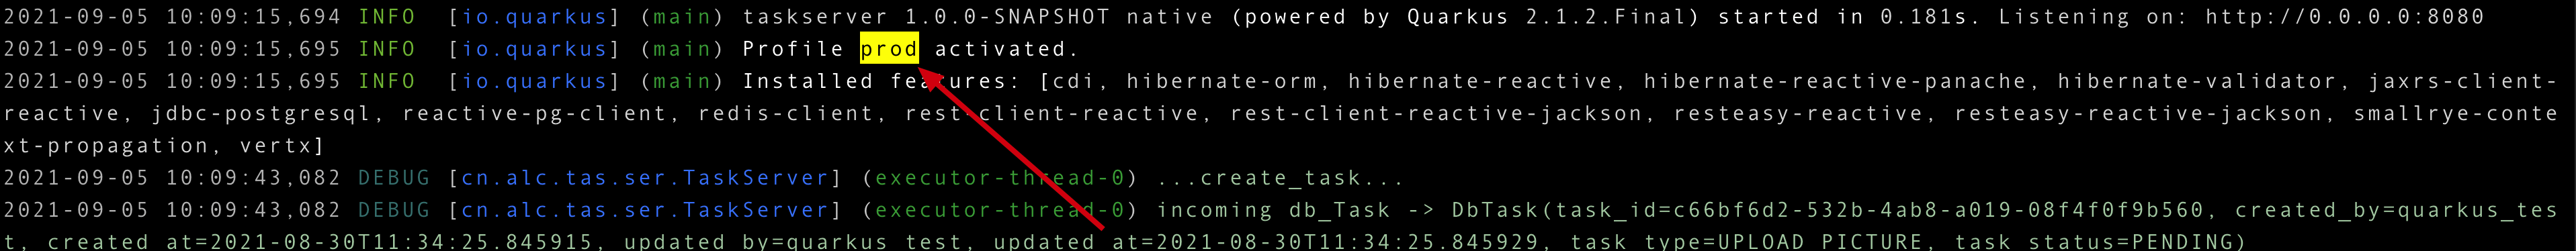 2021-09-05 10:09:15,694 INFO  [io.quarkus] (main) taskserver 1.0.0-SNAPSHOT native (powered by Quarkus 2.1.2.Final) started in 0.181s. Listening on: http://0.0.0.0:8080
2021-09-05 10:09:15,695 INFO  [io.quarkus] (main) Profile prod activated.
2021-09-05 10:09:15,695 INFO  [io.quarkus] (main) Installed features: [cdi, hibernate-orm, hibernate-reactive, hibernate-reactive-panache, hibernate-validator, jaxrs-client-
reactive, jdbc-postgresql, reactive-pg-client, redis-client, rest-client-reactive, rest-client-reactive-jackson, resteasy-reactive, resteasy-reactive-jackson, smallrye-conte
xt-propagation, vertx]
2021-09-05 10:09:43,082 DEBUG [cn.alc.tas.ser.TaskServer] (executor-thread-0) ...create_task...
2021-09-05 10:09:43,082 DEBUG [cn.alc.tas.ser.TaskServer] (executor-thread-0) incoming db_Task -> DbTask(task_id=c66bf6d2-532b-4ab8-a019-08f4f0f9b560, created_by=quarkus_tes
t, created_at=2021-08-30T11:34:25.845915, updated_by=quarkus_test, updated_at=2021-08-30T11:34:25.845929, task_type=UPLOAD_PICTURE, task_status=PENDING)